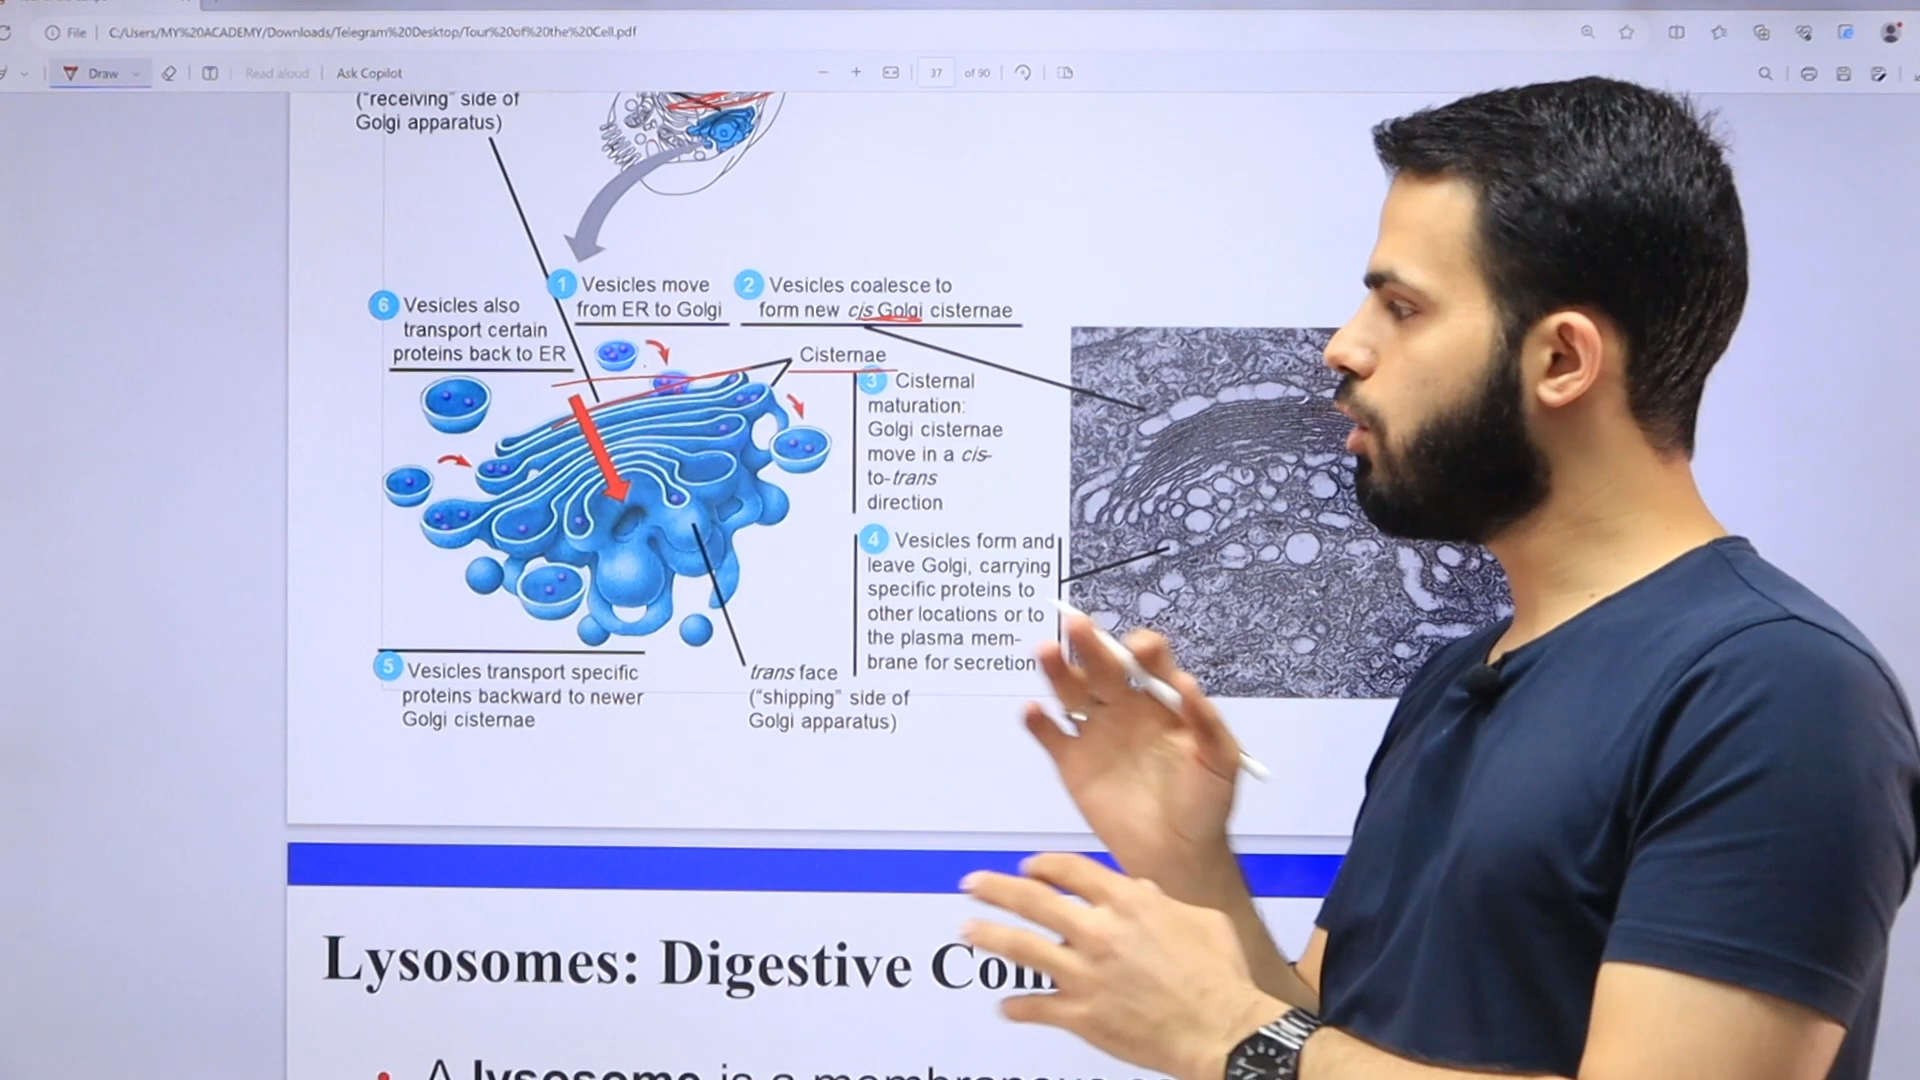 File
C:/Users/MY%20ACADEMY/Downloads/Telegram%20Desktop/Tour%20of%20the%20Cell.pdf
Draw
Read aloud
Ask Copilot
37
of 90
("receiving" side of
Golgi apparatus)
1 Vesicles move
from ER to Golgi
2 Vesicles coalesce to
form new cis Golgi cisternae
6 Vesicles also
transport certain
proteins back to ER
Cisternae
3 Cisternal
maturation:
Golgi cisternae
move in a cis-
to-trans
direction
4 Vesicles form and
leave Golgi, carrying
specific proteins to
other locations or to
the plasma mem-
brane for secretion
5 Vesicles transport specific
proteins backward to newer
Golgi cisternae
trans face
("shipping" side of
Golgi apparatus)
Lysosomes: Digestive
• A lysosome is a membranous